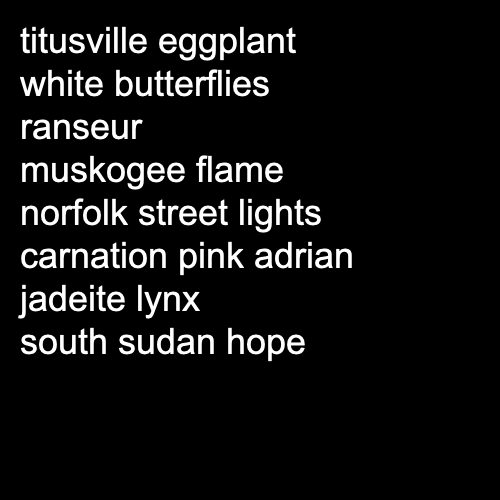 titusville eggplant
white butterflies
ranseur
muskogee flame
norfolk street lights
carnation pink adrian
jadeite lynx
south sudan hope